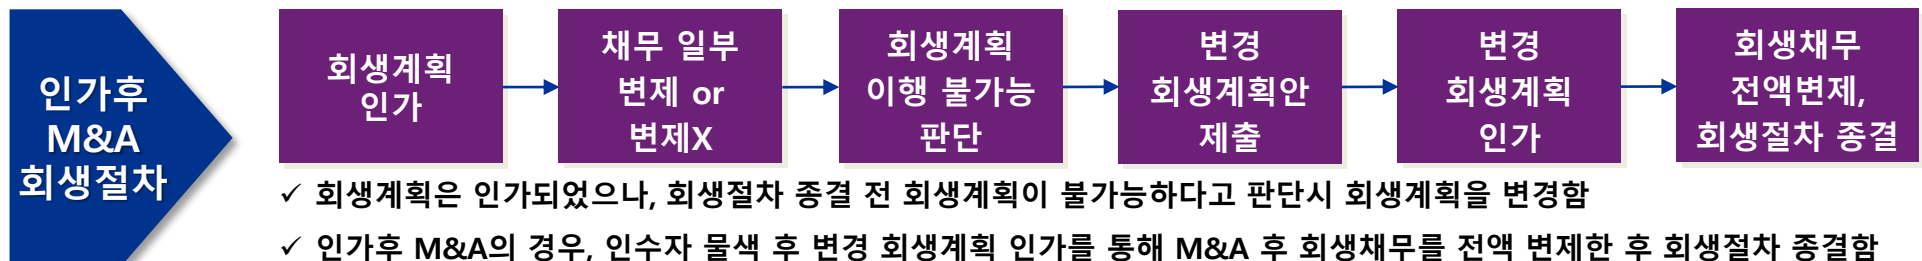 인가후
M&A
회생절차
회생계획
인가
채무 일부
변제 or
변제X
회생계획
이행 불가능
판단
변경
회생계획안
제출
변경
회생계획
인가
회생채무
전액변제,
회생절차 종결
✓ 회생계획은 인가되었으나, 회생절차 종결 전 회생계획이 불가능하다고 판단시 회생계획을 변경함
✓ 인가후 M&A의 경우, 인수자 물색 후 변경 회생계획 인가를 통해 M&A 후 회생채무를 전액 변제한 후 회생절차 종결함